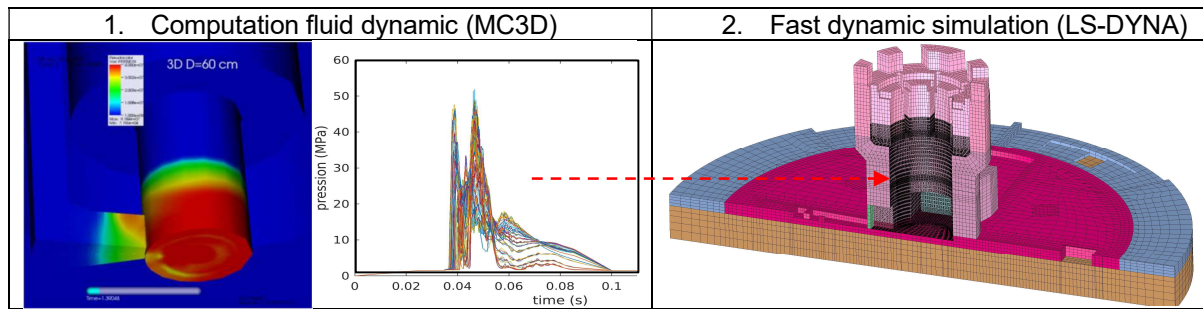 1. Computation fluid dynamic (MC3D)
2. Fast dynamic simulation (LS-DYNA)
3D D=60 cm
60
50
40
30
20
10
0
pression (MPa)
0
0.02
0.04
0.06
0.08
0.1
time (s)